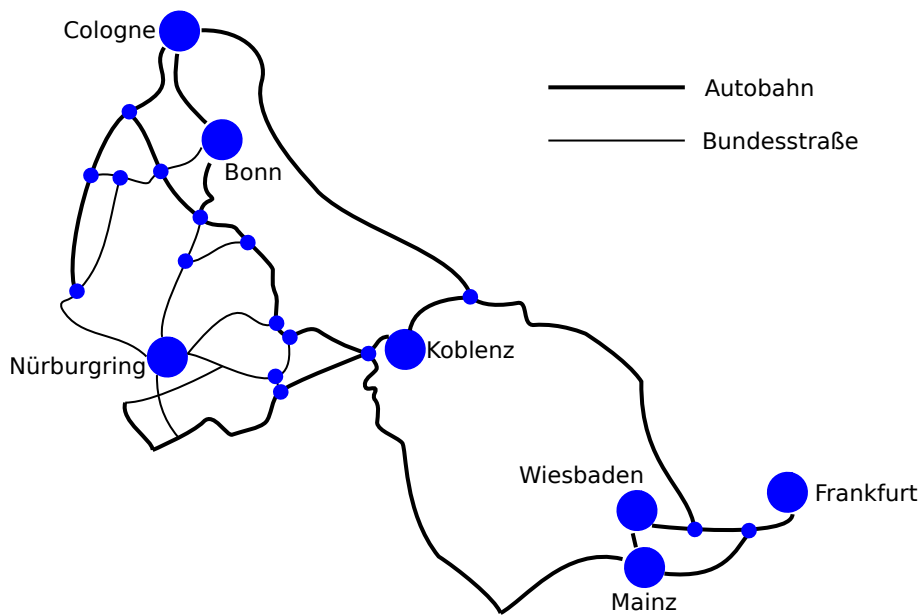 Cologne
Autobahn
Bundesstraße
Bonn
Koblenz
Nürburgring
Wiesbaden
Frankfurt
Mainz